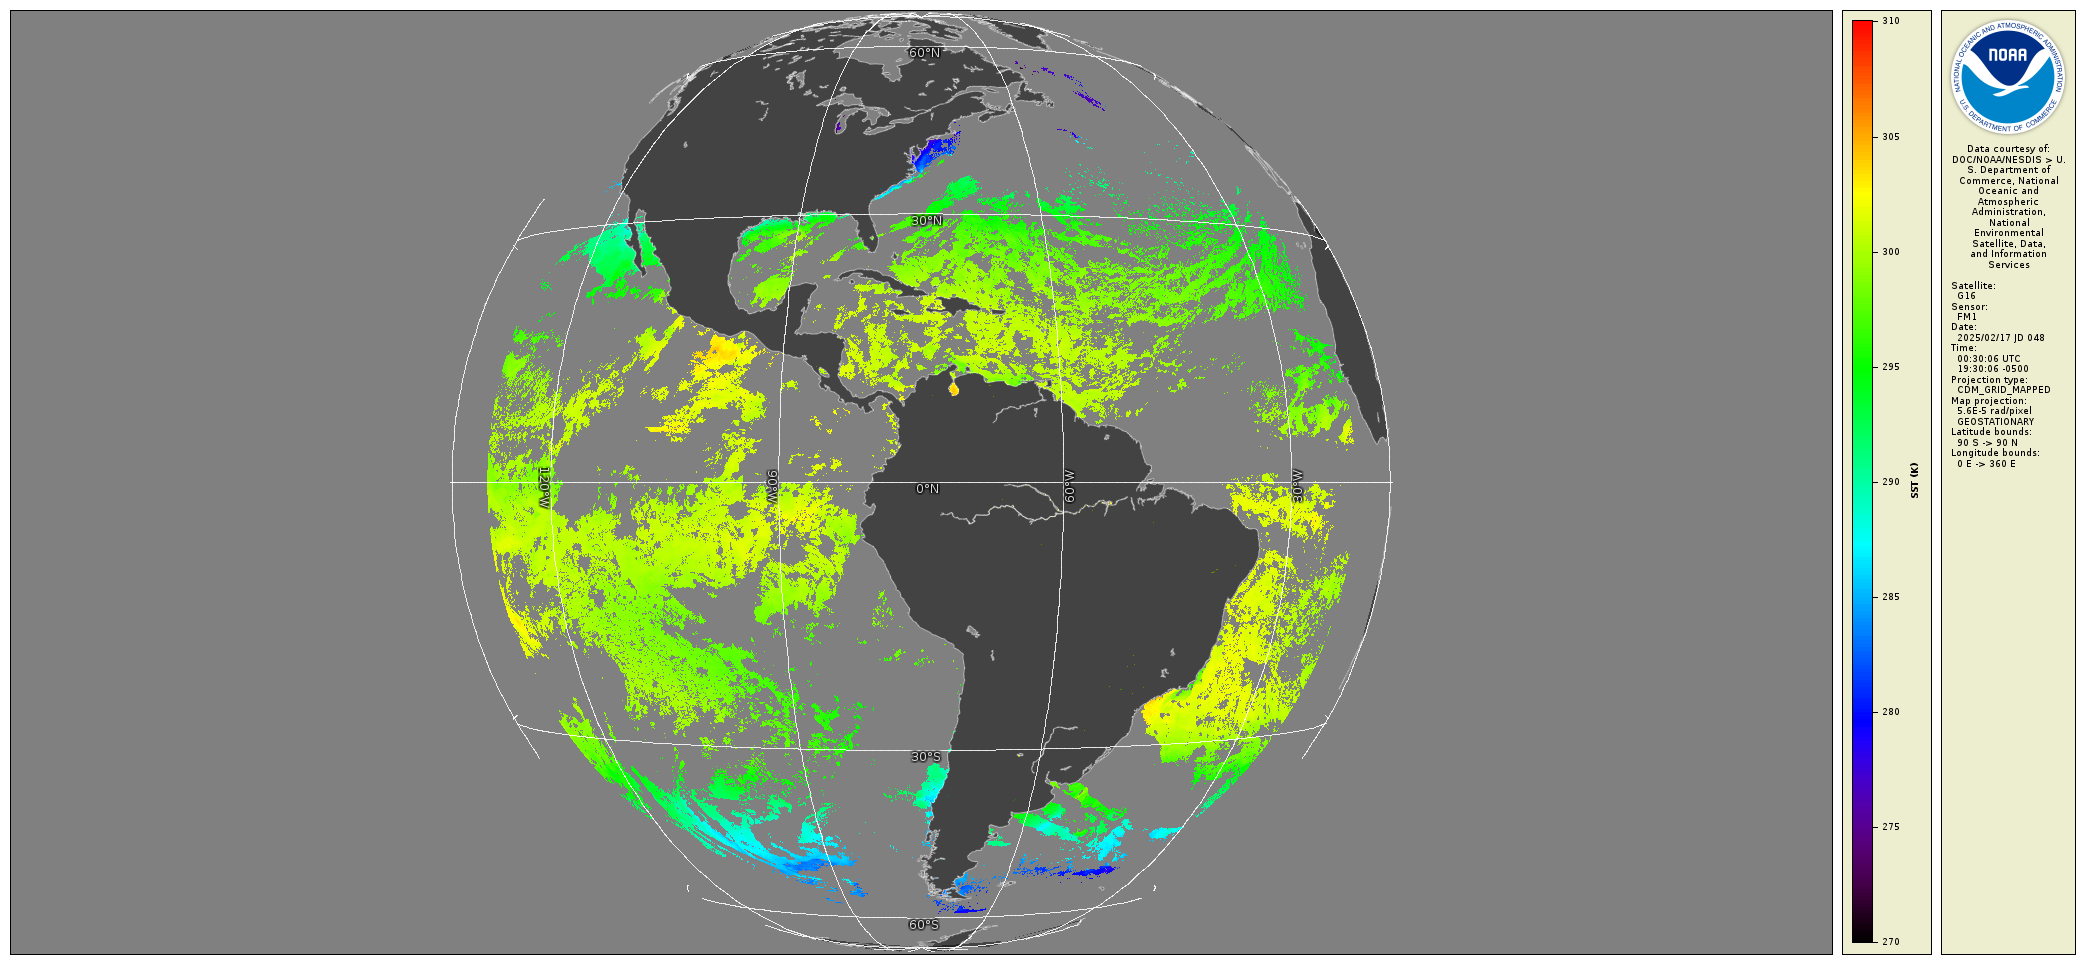 60°N
30°N
120°W
90°W
60°W
30°W
0°N
30°S
60°S
310
305
300
295
290
285
280
275
270
SST (K)
NATIONAL OCEANIC AND ATMOSPHERIC ADMINISTRATION
NOAA
U.S. DEPARTMENT OF COMMERCE
Data courtesy of:
DOC/NOAA/NESDIS > U.
S. Department of
Commerce, National
Oceanic and
Atmospheric
Administration,
National
Environmental
Satellite, Data,
and Information
Services
Satellite:
G16
Sensor:
FM1
Date:
2025/02/17 JD 048
Time:
00:30:06 UTC
19:30:06 -0500
Projection type:
CDM_GRID_MAPPED
Map projection:
5.6E-5 rad/pixel
GEOSTATIONARY
Latitude bounds:
90 S -> 90 N
Longitude bounds:
0 E -> 360 E